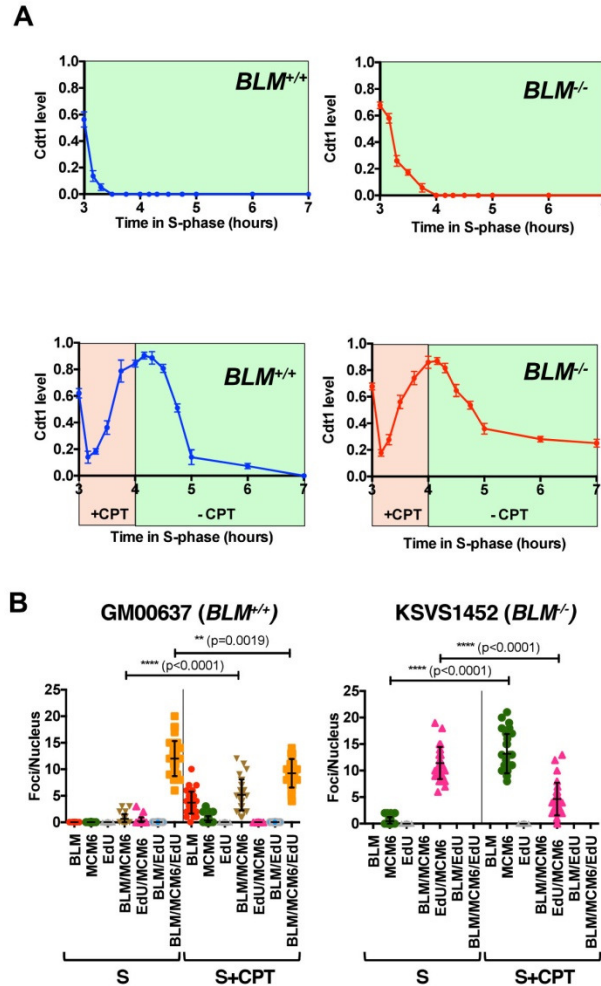 A
BLM+/+
Cdt1 level
1.0
0.8
0.6
0.4
0.2
0.0
3 4 5 6 7
Time in S-phase (hours)
BLM-/-
Cdt1 level
1.0
0.8
0.6
0.4
0.2
0.0
3 4 5 6 7
Time in S-phase (hours)
BLM+/+
Cdt1 level
1.0
0.8
0.6
0.4
0.2
0.0
3 4 5 6 7
+CPT - CPT
Time in S-phase (hours)
BLM-/-
Cdt1 level
1.0
0.8
0.6
0.4
0.2
0.0
3 4 5 6 7
+CPT - CPT
Time in S-phase (hours)
B
GM00637 (BLM+/+)
** (p=0.0019)
**** (p<0.0001)
Foci/Nucleus
25
20
15
10
5
0
BLM
MCM6
EdU
BLM/MCM6
EdU/MCM6
BLM/EdU
BLM/MCM6/EdU
BLM
MCM6
EdU
BLM/MCM6
EdU/MCM6
BLM/EdU
BLM/MCM6/EdU
S S+CPT
KSVS1452 (BLM-/-)
**** (p<0.0001)
**** (p<0.0001)
Foci/Nucleus
25
20
15
10
5
0
BLM
MCM6
EdU
BLM/MCM6
EdU/MCM6
BLM/EdU
BLM/MCM6/EdU
BLM
MCM6
EdU
BLM/MCM6
EdU/MCM6
BLM/EdU
BLM/MCM6/EdU
S S+CPT